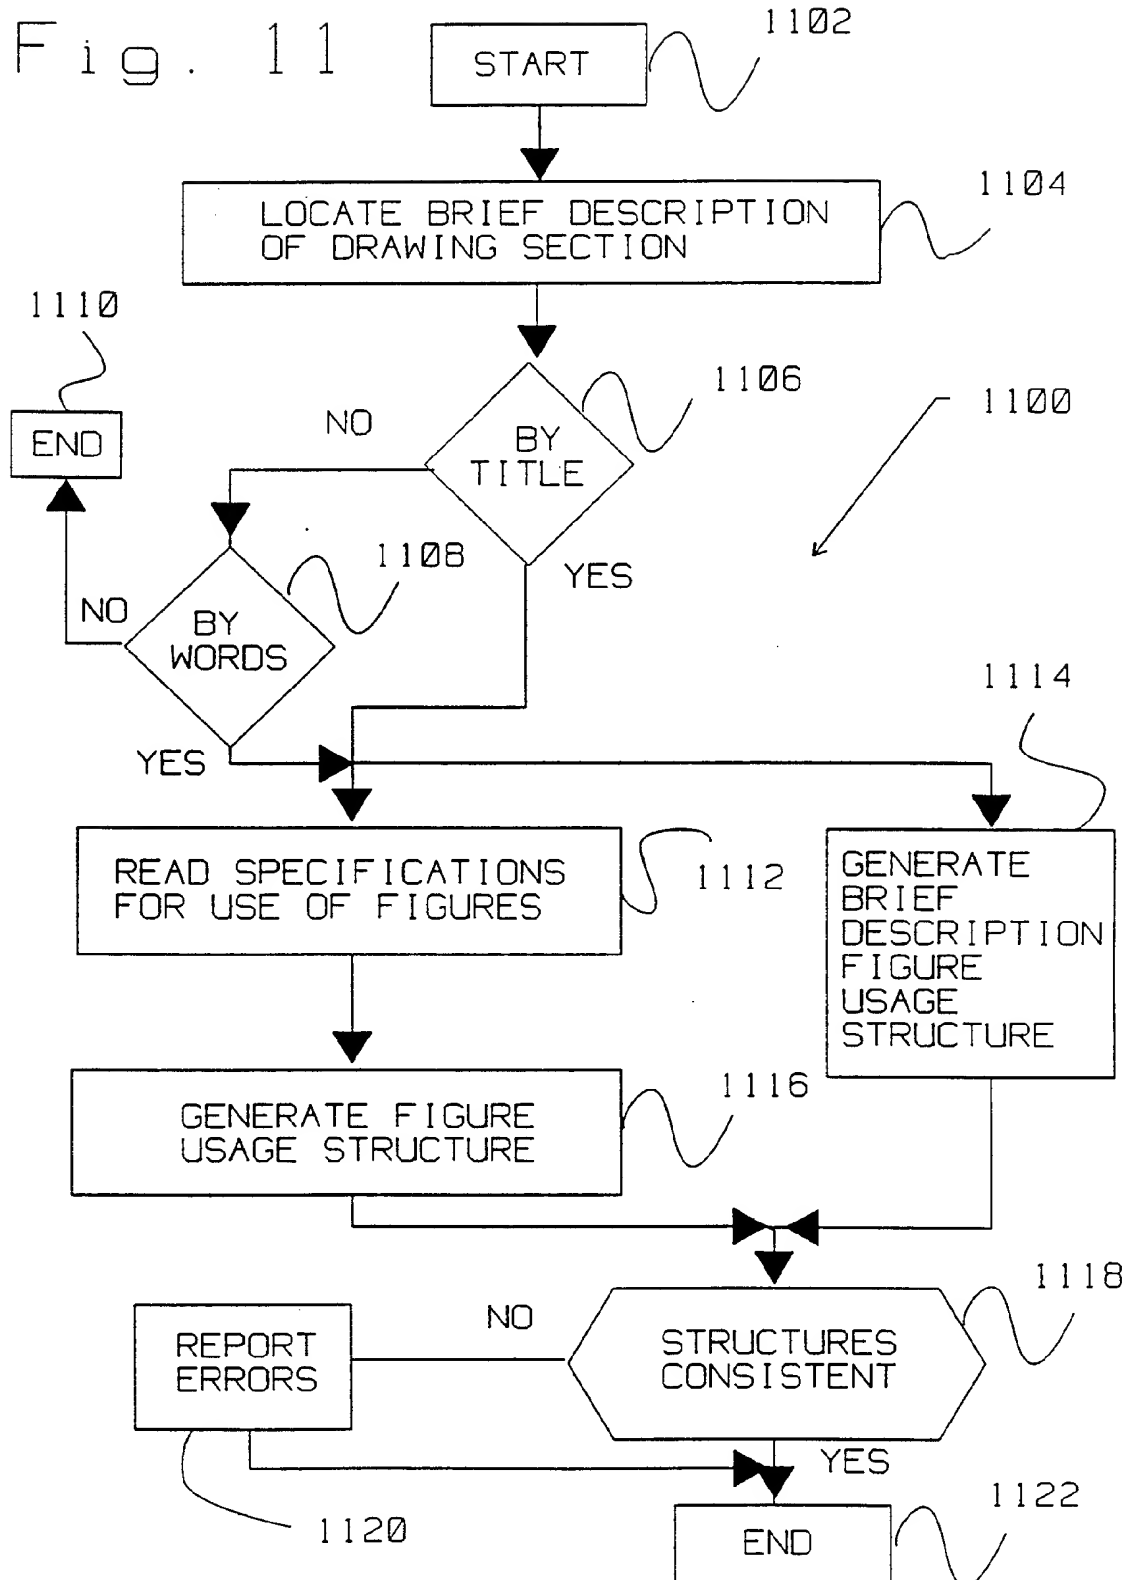 Fig. 11
1102
START
1104
LOCATE BRIEF DESCRIPTION
OF DRAWING SECTION
1110
1106
1100
NO
END
BY
TITLE
1108
YES
NO
BY
WORDS
1114
YES
1112
READ SPECIFICATIONS
FOR USE OF FIGURES
GENERATE
BRIEF
DESCRIPTION
FIGURE
USAGE
STRUCTURE
1116
GENERATE FIGURE
USAGE STRUCTURE
1118
NO
REPORT
ERRORS
STRUCTURES
CONSISTENT
YES
1122
1120
END